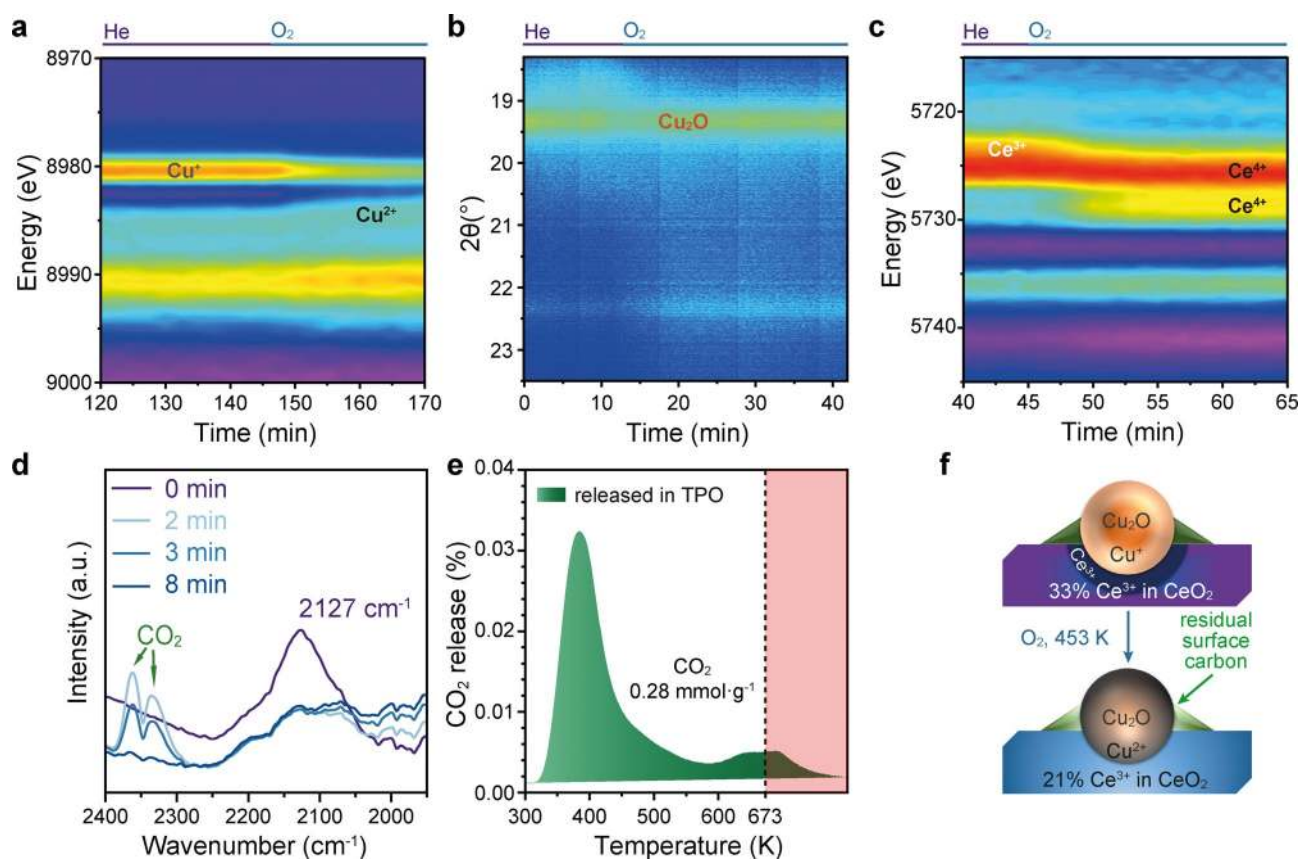 a
He
O₂
8970
8980
8990
9000
Energy (eV)
Cu⁺
Cu²⁺
120
130
140
150
160
170
Time (min)
b
He
O₂
19
20
21
22
23
2θ(°)
Cu₂O
0
10
20
30
40
Time (min)
c
He
O₂
5720
5730
5740
Energy (eV)
Ce³⁺
Ce⁴⁺
Ce⁴⁺
40
45
50
55
60
65
Time (min)
d
0 min
2 min
3 min
8 min
2127 cm⁻¹
CO₂
Intensity (a.u.)
2400
2300
2200
2100
2000
Wavenumber (cm⁻¹)
e
0.04
0.03
0.02
0.01
0.00
CO₂ release (%)
released in TPO
CO₂
0.28 mmol·g⁻¹
300
400
500
600
673
Temperature (K)
f
Cu₂O
Cu⁺
Ce³⁺
33% Ce³⁺ in CeO₂
O₂, 453 K
residual
surface
carbon
Cu₂O
Cu²⁺
21% Ce³⁺ in CeO₂